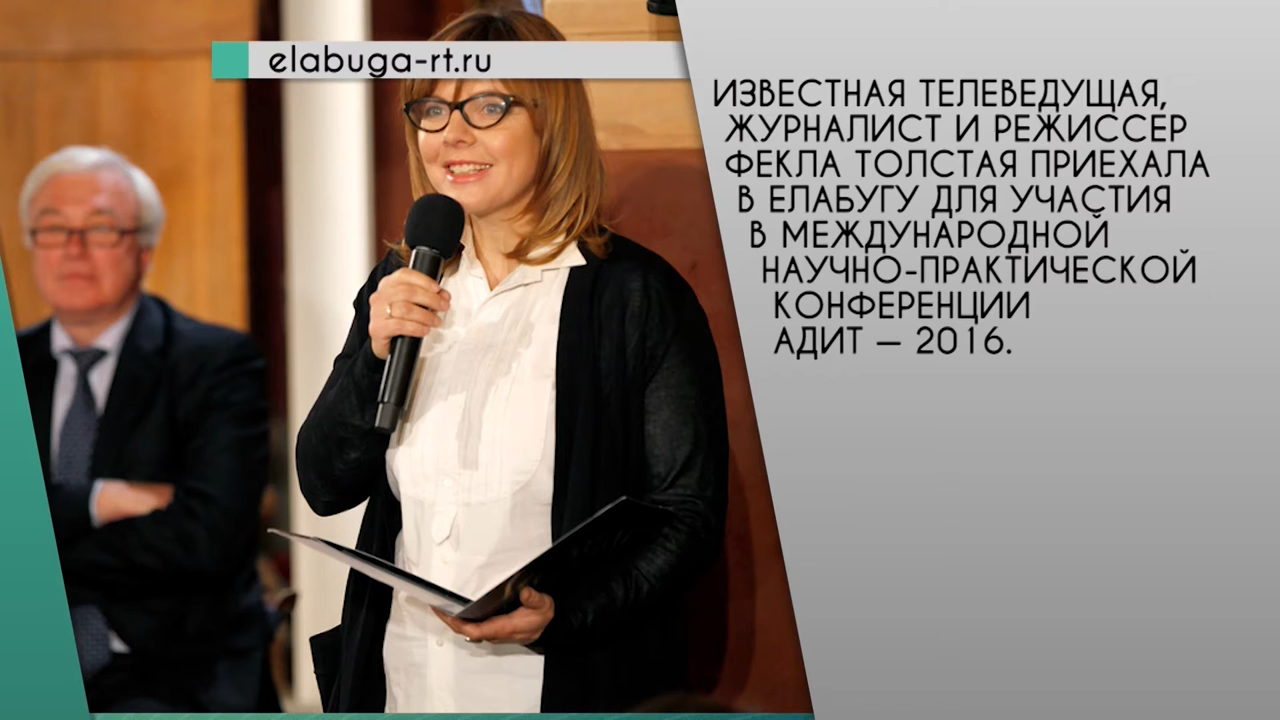 elabuga-rt.ru
ИЗВЕСТНАЯ ТЕЛЕВЕДУЩАЯ,
ЖУРНАЛИСТ И РЕЖИССЕР
ФЕКЛА ТОЛСТАЯ ПРИЕХАЛА
В ЕЛАБУГУ ДЛЯ УЧАСТИЯ
В МЕЖДУНАРОДНОЙ
НАУЧНО-ПРАКТИЧЕСКОЙ
КОНФЕРЕНЦИИ
АДИТ – 2016.